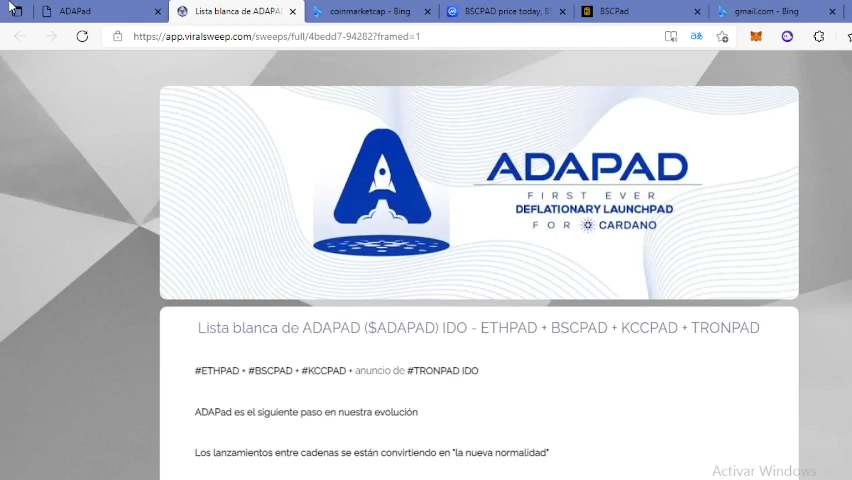 ADAPad
Lista blanca de ADAPA
coinmarketcap - Bing
BSCPAD price today, BS
BSCPad
gmail.com - Bing
https://app.viralsweep.com/sweeps/full/4bedd7-94282?framed=1
ADAPAD
FIRST EVER
DEFLATIONARY LAUNCHPAD
FOR CARDANO
Lista blanca de ADAPAD ($ADAPAD) IDO - ETHPAD + BSCPAD + KCCPAD + TRONPAD
#ETHPAD + #BSCPAD + #KCCPAD + anuncio de #TRONPAD IDO
ADAPad es el siguiente paso en nuestra evolución
Los lanzamientos entre cadenas se están convirtiendo en "la nueva normalidad"
Activar Windows